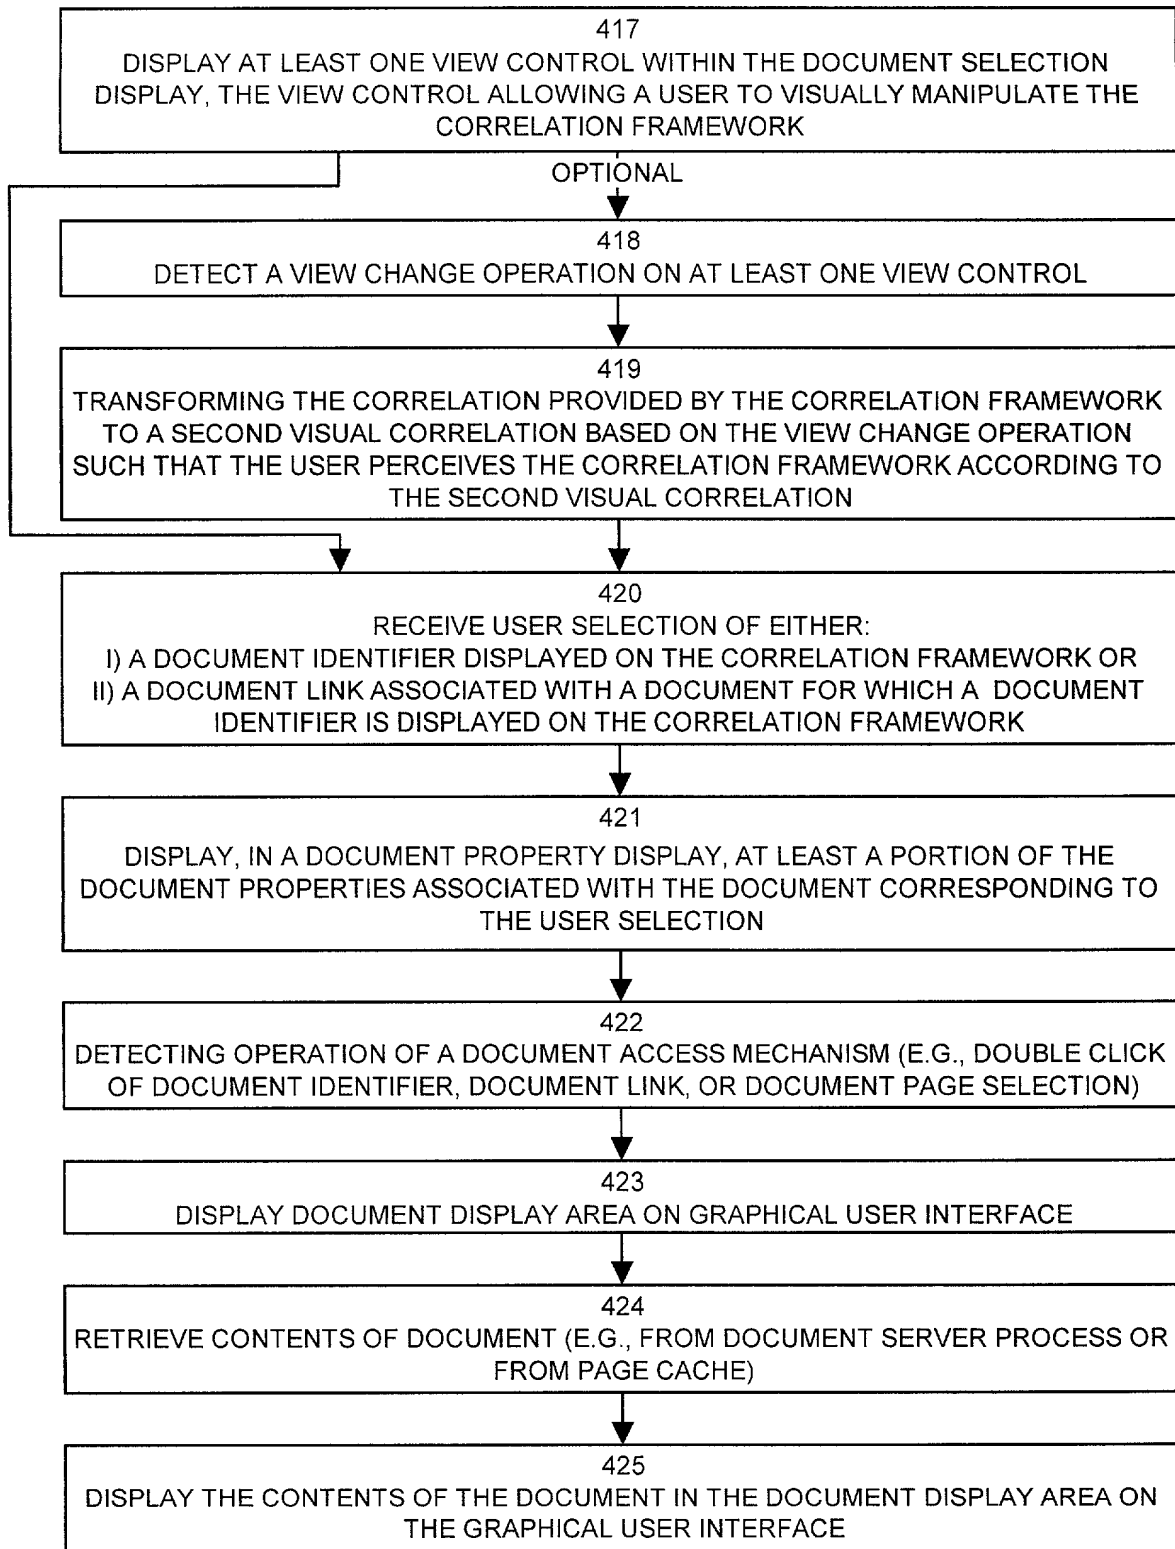 417
DISPLAY AT LEAST ONE VIEW CONTROL WITHIN THE DOCUMENT SELECTION
DISPLAY, THE VIEW CONTROL ALLOWING A USER TO VISUALLY MANIPULATE THE
CORRELATION FRAMEWORK
OPTIONAL
418
DETECT A VIEW CHANGE OPERATION ON AT LEAST ONE VIEW CONTROL
419
TRANSFORMING THE CORRELATION PROVIDED BY THE CORRELATION FRAMEWORK
TO A SECOND VISUAL CORRELATION BASED ON THE VIEW CHANGE OPERATION
SUCH THAT THE USER PERCEIVES THE CORRELATION FRAMEWORK ACCORDING TO
THE SECOND VISUAL CORRELATION
420
RECEIVE USER SELECTION OF EITHER:
I) A DOCUMENT IDENTIFIER DISPLAYED ON THE CORRELATION FRAMEWORK OR
II) A DOCUMENT LINK ASSOCIATED WITH A DOCUMENT FOR WHICH A DOCUMENT
IDENTIFIER IS DISPLAYED ON THE CORRELATION FRAMEWORK
421
DISPLAY, IN A DOCUMENT PROPERTY DISPLAY, AT LEAST A PORTION OF THE
DOCUMENT PROPERTIES ASSOCIATED WITH THE DOCUMENT CORRESPONDING TO
THE USER SELECTION
422
DETECTING OPERATION OF A DOCUMENT ACCESS MECHANISM (E.G., DOUBLE CLICK
OF DOCUMENT IDENTIFIER, DOCUMENT LINK, OR DOCUMENT PAGE SELECTION)
423
DISPLAY DOCUMENT DISPLAY AREA ON GRAPHICAL USER INTERFACE
424
RETRIEVE CONTENTS OF DOCUMENT (E.G., FROM DOCUMENT SERVER PROCESS OR
FROM PAGE CACHE)
425
DISPLAY THE CONTENTS OF THE DOCUMENT IN THE DOCUMENT DISPLAY AREA ON
THE GRAPHICAL USER INTERFACE